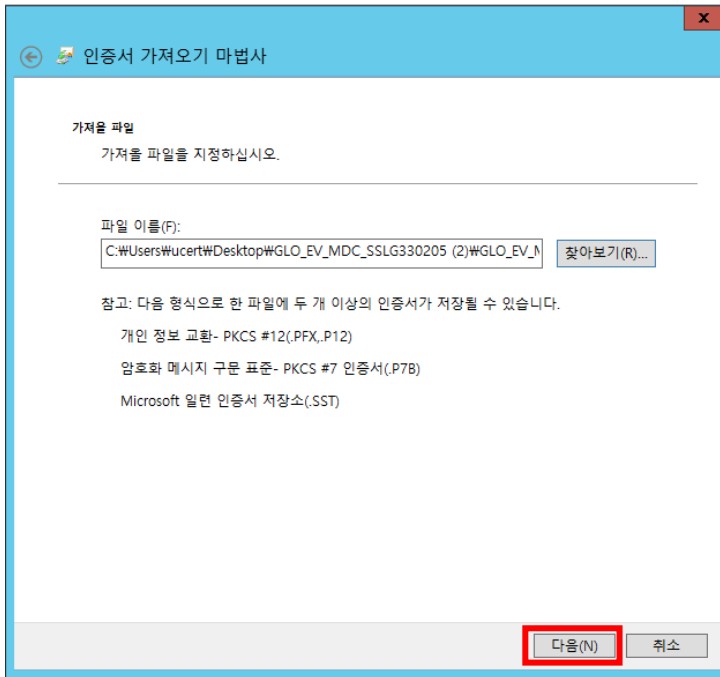 x
인증서 가져오기 마법사
가져올 파일
가져올 파일을 지정하십시오.
파일 이름(F):
C:₩Users₩ucert₩Desktop₩GLO_EV_MDC_SSLG330205 (2)₩GLO_EV_M 찾아보기(R)...
참고: 다음 형식으로 한 파일에 두 개 이상의 인증서가 저장될 수 있습니다.
개인 정보 교환- PKCS #12(.PFX,.P12)
암호화 메시지 구문 표준- PKCS #7 인증서(.P7B)
Microsoft 일련 인증서 저장소(.SST)
다음(N) 취소